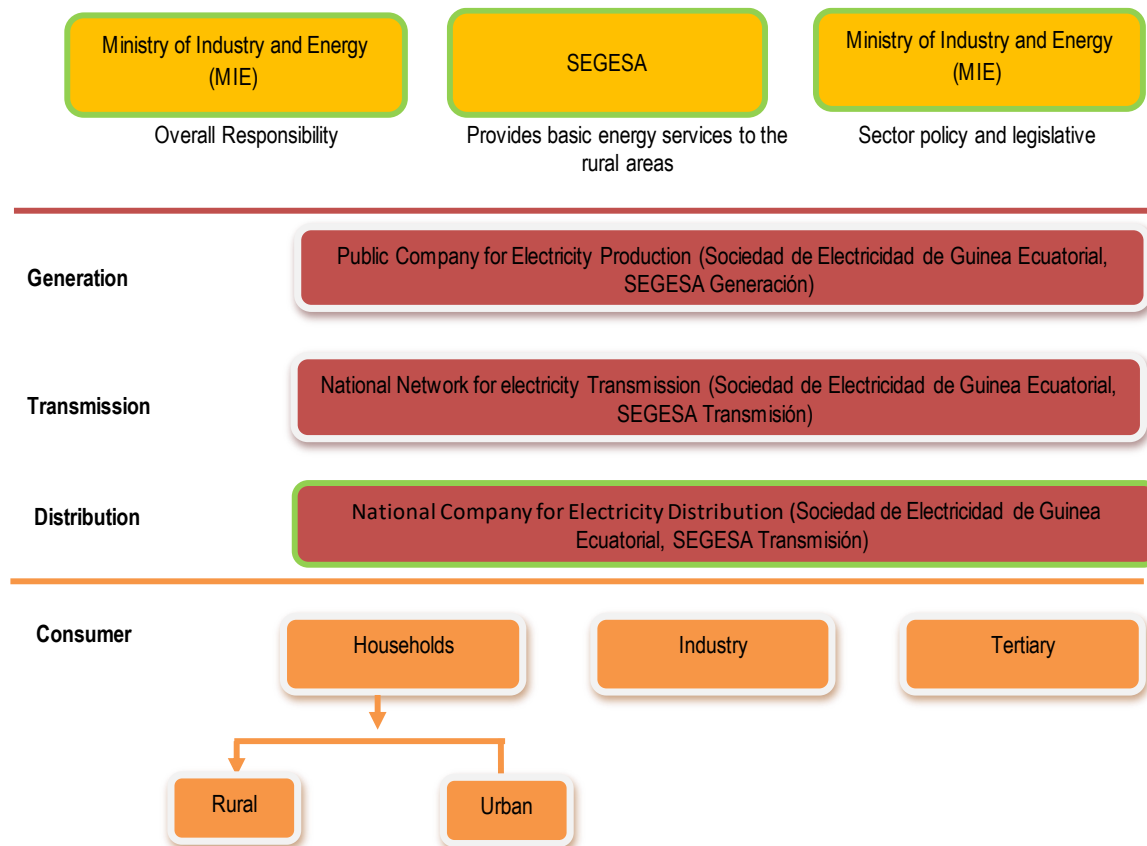 Ministry of Industry and Energy
(MIE)
SEGESA
Ministry of Industry and Energy
(MIE)
Overall Responsibility
Provides basic energy services to the
rural areas
Sector policy and legislative
Generation
Public Company for Electricity Production (Sociedad de Electricidad de Guinea Ecuatorial,
SEGESA Generación)
Transmission
National Network for electricity Transmission (Sociedad de Electricidad de Guinea Ecuatorial,
SEGESA Transmisión)
Distribution
National Company for Electricity Distribution (Sociedad de Electricidad de Guinea
Ecuatorial, SEGESA Transmisión)
Consumer
Households
Industry
Tertiary
Rural
Urban